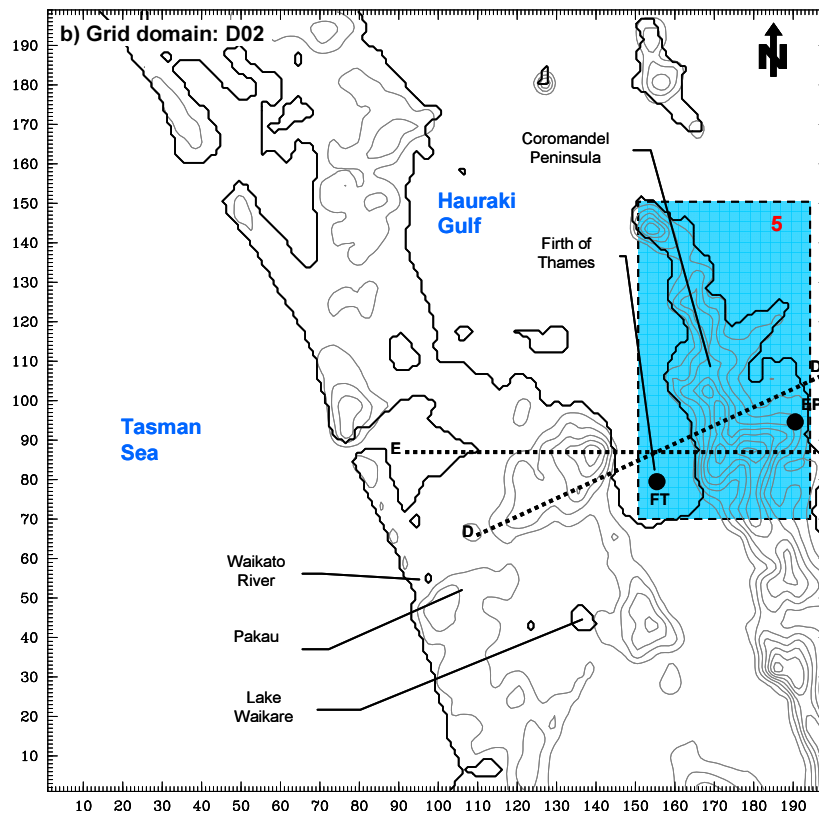 b) Grid domain: D02
N
190
180
170
160
150
140
130
120
110
100
90
80
70
60
50
40
30
20
10
Coromandel
Peninsula
Hauraki
Gulf
5
Firth of
Thames
D
EF
Tasman
Sea
E
FT
D
Waikato
River
Pakau
Lake
Waikare
10 20 30 40 50 60 70 80 90 100 110 120 130 140 150 160 170 180 190